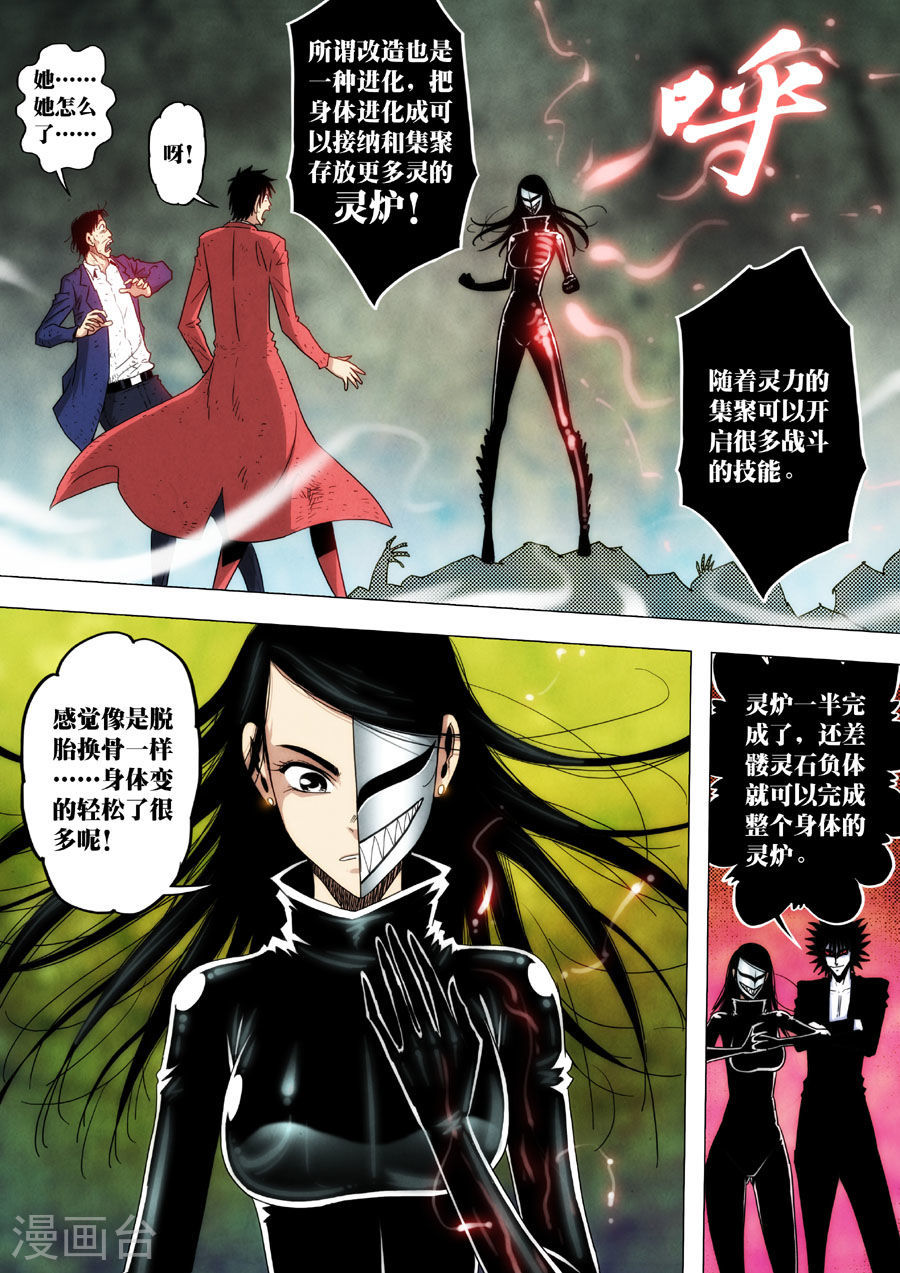 她……
她怎么
了……
呀！
所谓改造也是
一种进化，把
身体进化成可
以接纳和集聚
存放更多灵的
灵炉！
呼
随着灵力的
集聚可以开
启很多战斗
的技能。
感觉像是脱
胎换骨一样
……身体变
的轻松了很
多呢！
灵炉一半完
成了，还差
髅灵石负体
就可以完成
整个身体的
灵炉。
漫画台